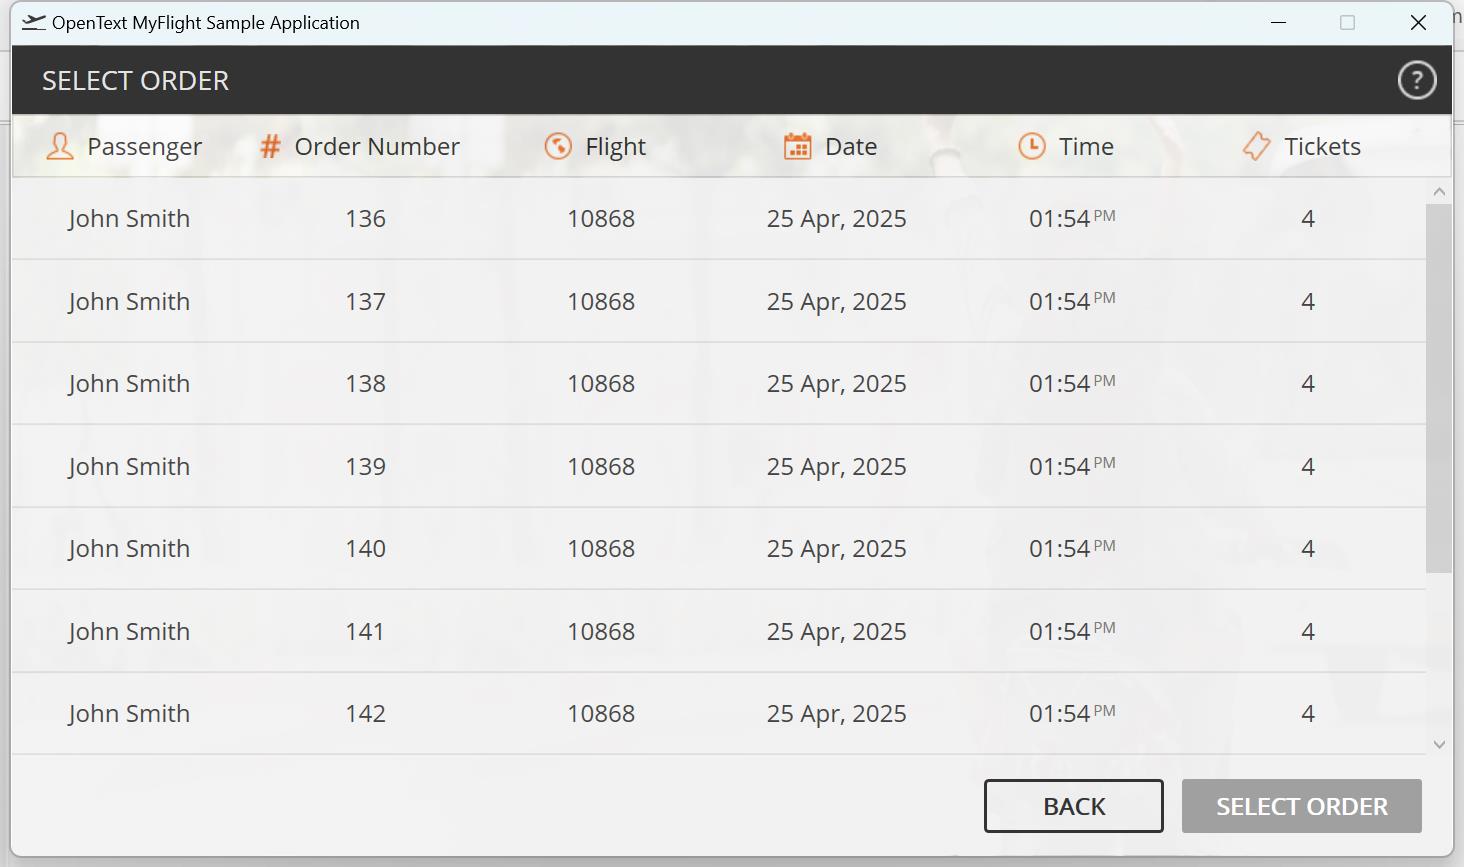 OpenText MyFlight Sample Application
SELECT ORDER ?
Passenger # Order Number Flight Date Time Tickets
John Smith 136 10868 25 Apr, 2025 01:54 PM 4
John Smith 137 10868 25 Apr, 2025 01:54 PM 4
John Smith 138 10868 25 Apr, 2025 01:54 PM 4
John Smith 139 10868 25 Apr, 2025 01:54 PM 4
John Smith 140 10868 25 Apr, 2025 01:54 PM 4
John Smith 141 10868 25 Apr, 2025 01:54 PM 4
John Smith 142 10868 25 Apr, 2025 01:54 PM 4
BACK SELECT ORDER